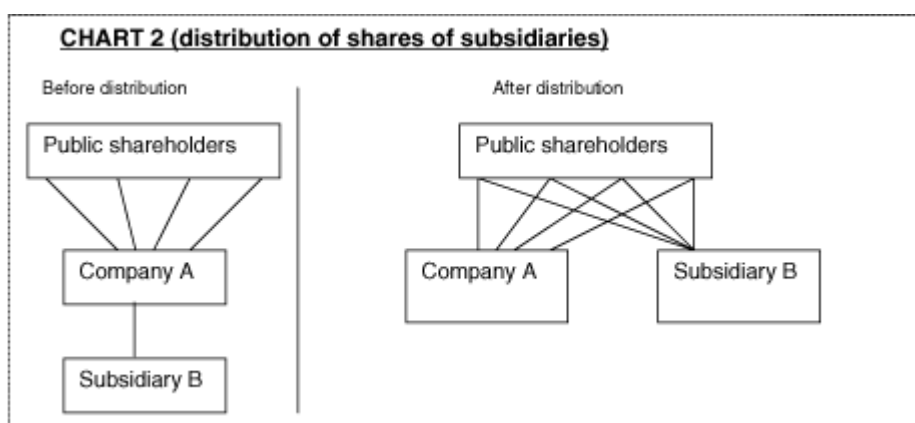 CHART 2 (distribution of shares of subsidiaries)
Before distribution
Public shareholders
Company A
Subsidiary B
After distribution
Public shareholders
Company A
Subsidiary B